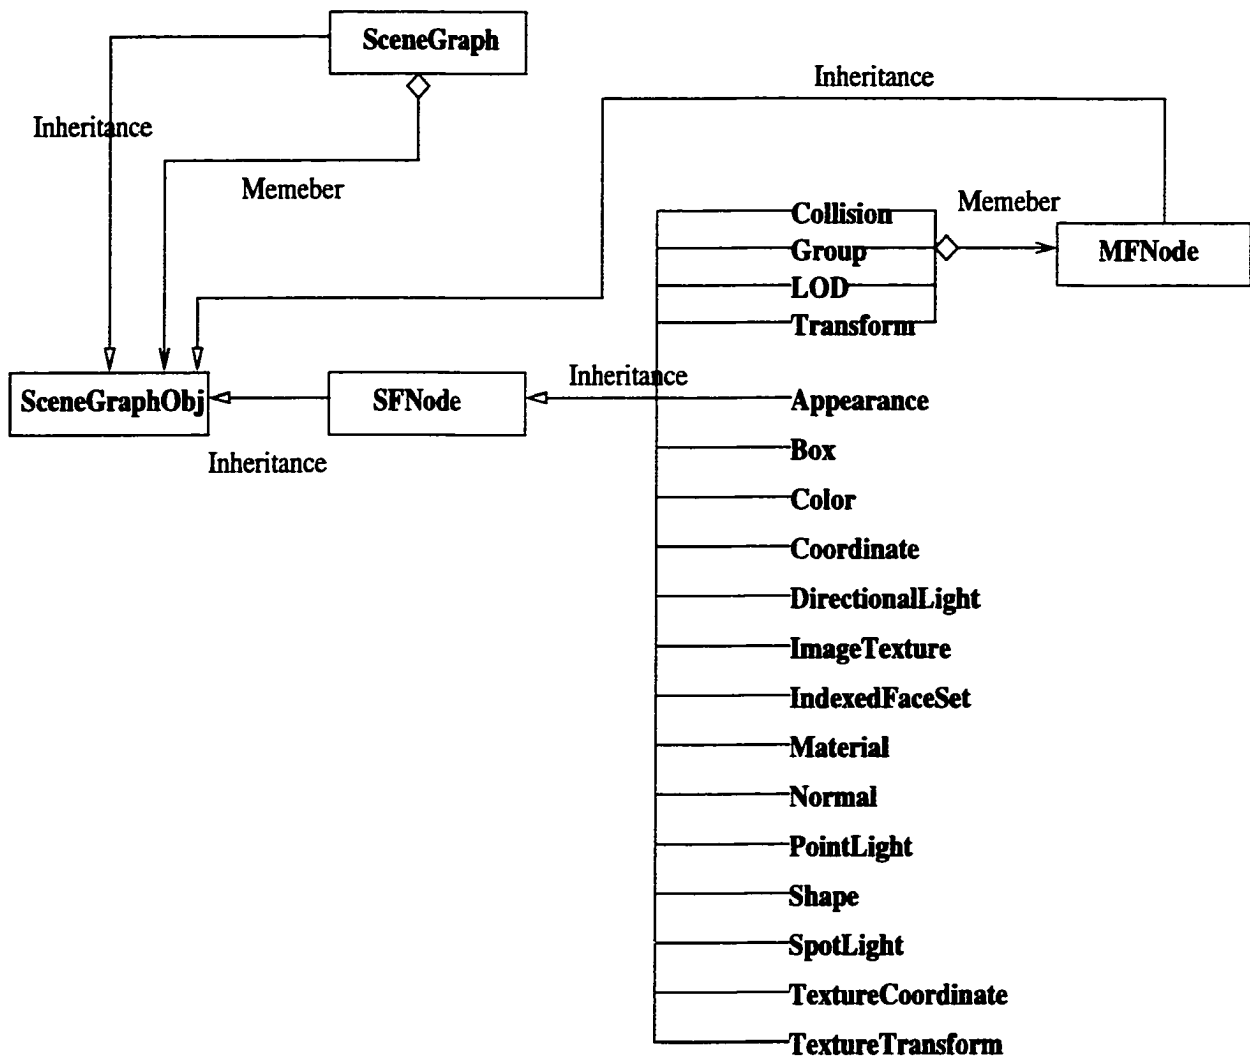 SceneGraph
Inheritance
Inheritance
Memeber
Collision
Memeber
Group
MFNode
LOD
Transform
Inheritance
SceneGraphObj
SFNode
Appearance
Inheritance
Box
Color
Coordinate
DirectionalLight
ImageTexture
IndexedFaceSet
Material
Normal
PointLight
Shape
SpotLight
TextureCoordinate
TextureTransform